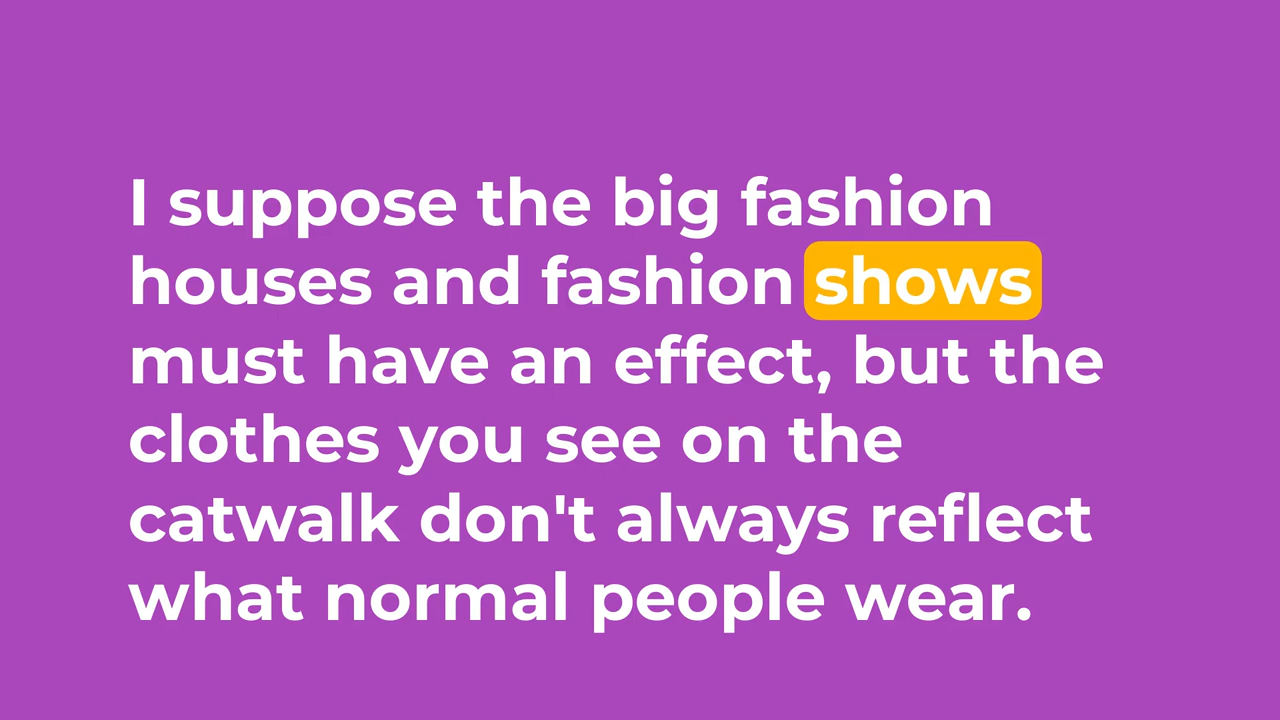 I suppose the big fashion
houses and fashion shows
must have an effect, but the
clothes you see on the
catwalk don't always reflect
what normal people wear.